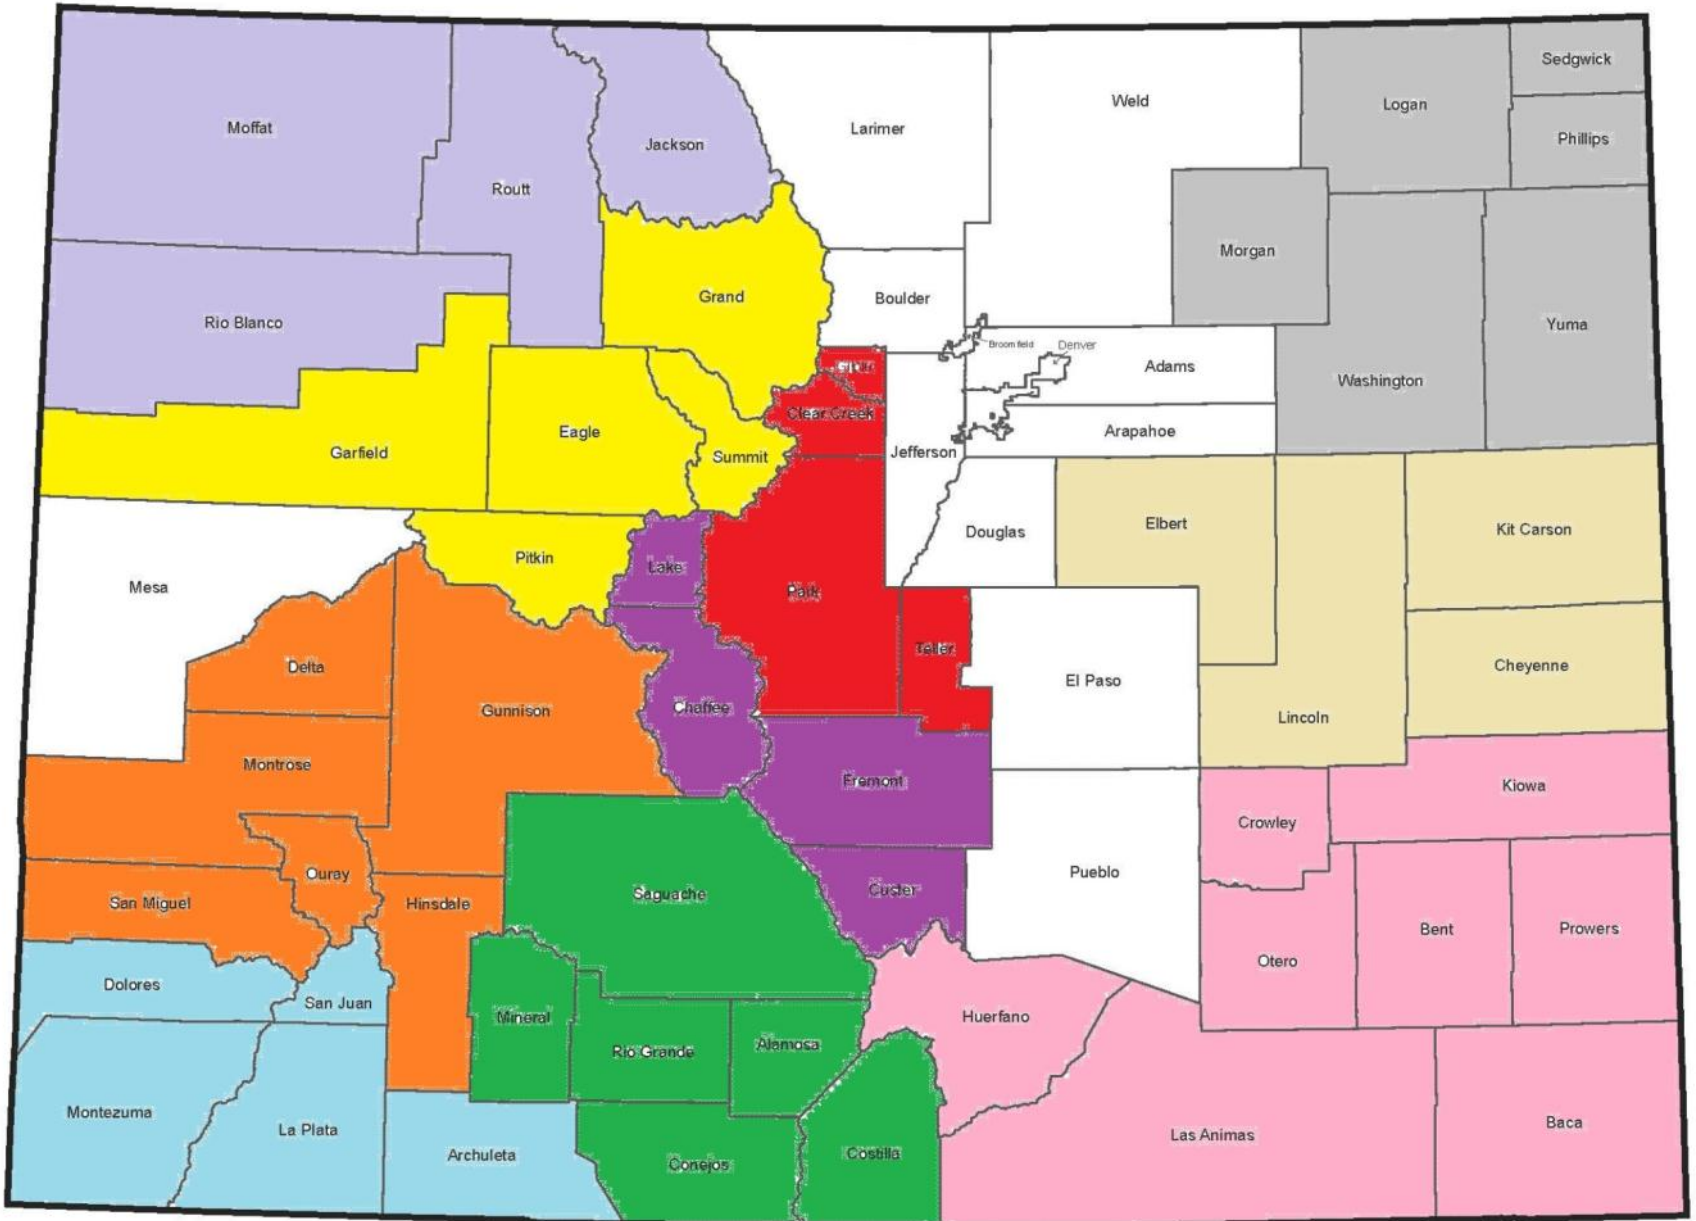 Sedgwick
Weld
Logan
Moffat
Larimer
Phillips
Jackson
Routt
Morgan
Grand
Boulder
Rio Blanco
Yuma
Broomfield
Denver
Adams
Washington
Clear Creek
Eagle
Arapahoe
Garfield
Summit
Jefferson
Elbert
Kit Carson
Douglas
Pitkin
Lake
Mesa
Park
Teller
Delta
Cheyenne
El Paso
Gunnison
Chaffee
Lincoln
Montrose
Fremont
Kiowa
Crowley
Ouray
Pueblo
Saguache
Custer
San Miguel
Hinsdale
Bent
Prowers
Otero
Dolores
San Juan
Mineral
Huerfano
Rio Grande
Alamosa
Montezuma
La Plata
Baca
Las Animas
Archuleta
Costilla
Conejos